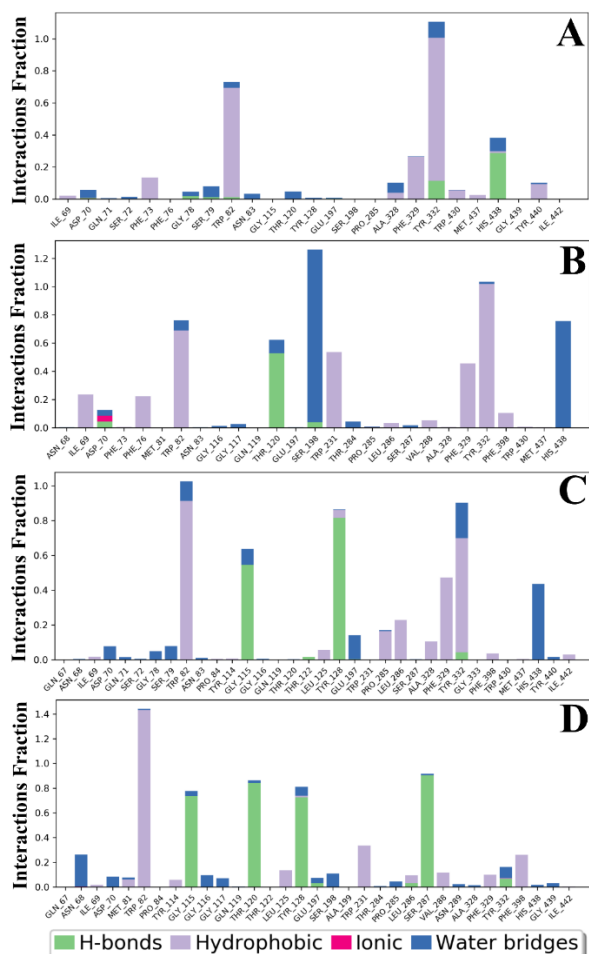 A
Interactions Fraction
1.0
0.8
0.6
0.4
0.2
0.0
ILE_69 ASP_70 GLN_71 SER_72 PHE_73 PHE_76 GLY_78 SER_79 TRP_82 ASN_83 GLY_115 THR_120 TYR_128 GLU_197 SER_198 PRO_285 ALA_328 PHE_329 TYR_332 TRP_430 MET_437 HIS_438 GLY_439 TYR_440 ILE_442
B
Interactions Fraction
1.2
1.0
0.8
0.6
0.4
0.2
0.0
ASN_68 ILE_69 ASP_70 PHE_73 PHE_76 MET_81 TRP_82 ASN_83 GLY_116 GLY_117 GLN_119 THR_120 GLU_197 SER_198 TRP_231 THR_284 PRO_285 LEU_286 SER_287 VAL_288 ALA_328 PHE_329 TYR_332 PHE_398 TRP_430 MET_437 HIS_438
C
Interactions Fraction
1.0
0.8
0.6
0.4
0.2
0.0
GLN_67 ASN_68 ILE_69 ASP_70 GLN_71 SER_72 GLY_78 SER_79 TRP_82 ASN_83 PRO_84 TYR_114 GLY_115 GLY_116 GLN_119 THR_120 THR_122 LEU_125 TYR_128 GLU_197 TRP_231 PRO_285 LEU_286 SER_287 ALA_328 PHE_329 TYR_332 GLY_333 PHE_398 TRP_430 MET_437 HIS_438 TYR_440 ILE_442
D
Interactions Fraction
1.4
1.2
1.0
0.8
0.6
0.4
0.2
0.0
GLN_67 ASN_68 ILE_69 ASP_70 MET_81 TRP_82 PRO_84 TYR_114 GLY_115 GLY_116 GLY_117 GLN_119 THR_120 THR_122 LEU_125 TYR_128 GLU_197 SER_198 ALA_199 TRP_231 THR_284 PRO_285 LEU_286 SER_287 VAL_288 ASN_289 ALA_328 PHE_329 TYR_332 PHE_398 HIS_438 GLY_439 ILE_442
H-bonds Hydrophobic Ionic Water bridges